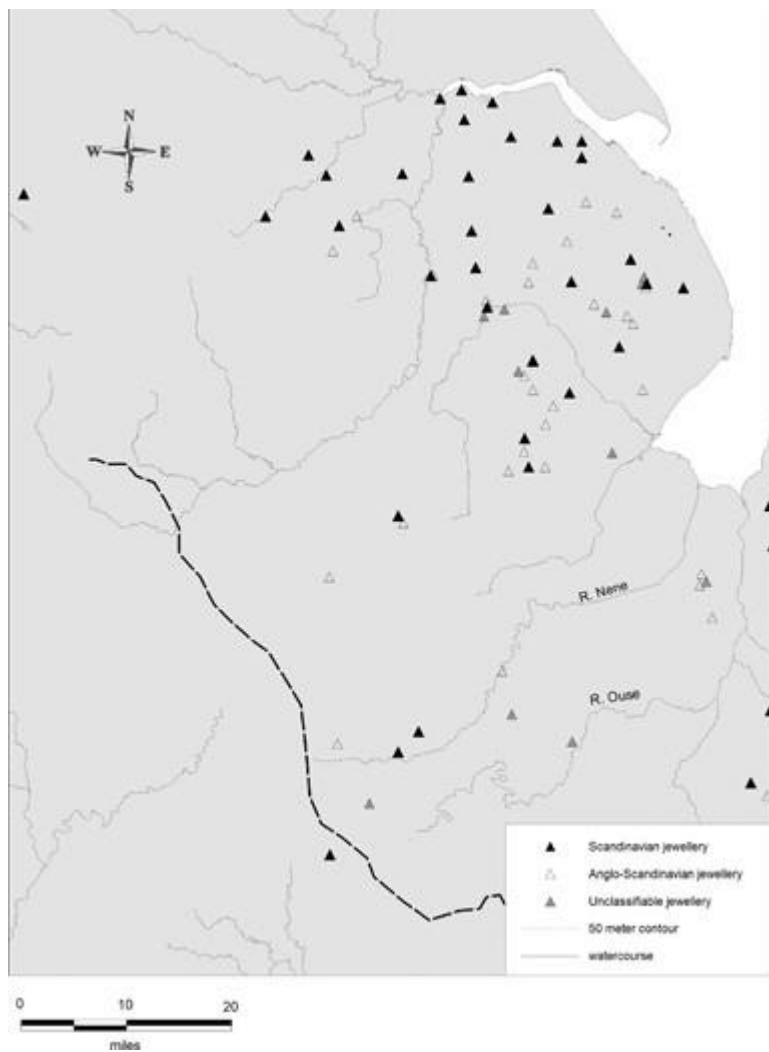 N
W E
S
R. Nene
R. Ouse
Scandinavian jewellery
Anglo-Scandinavian jewellery
Unclassifiable jewellery
50 meter contour
watercourse
0 10 20
miles